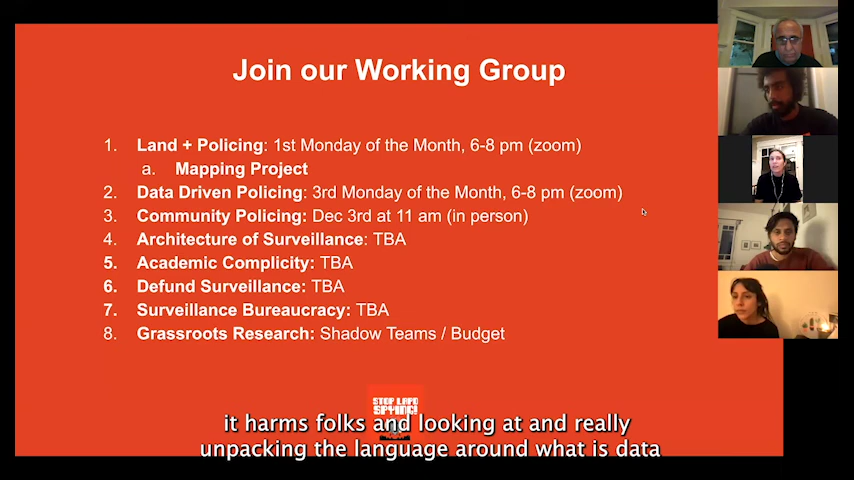 Join our Working Group
1. Land + Policing: 1st Monday of the Month, 6-8 pm (zoom)
a. Mapping Project
2. Data Driven Policing: 3rd Monday of the Month, 6-8 pm (zoom)
3. Community Policing: Dec 3rd at 11 am (in person)
4. Architecture of Surveillance: TBA
5. Academic Complicity: TBA
6. Defund Surveillance: TBA
7. Surveillance Bureaucracy: TBA
8. Grassroots Research: Shadow Teams / Budget
STOP LAPD
SPYING!
it harms folks and looking at and really
unpacking the language around what is data